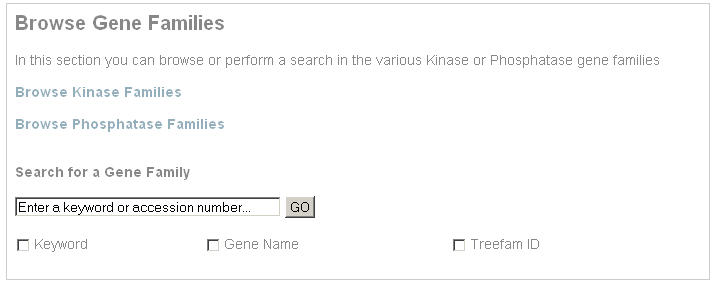 Browse Gene Families
In this section you can browse or perform a search in the various Kinase or Phosphatase gene families
Browse Kinase Families
Browse Phosphatase Families
Search for a Gene Family
Enter a keyword or accession number... GO
Keyword Gene Name Treefam ID